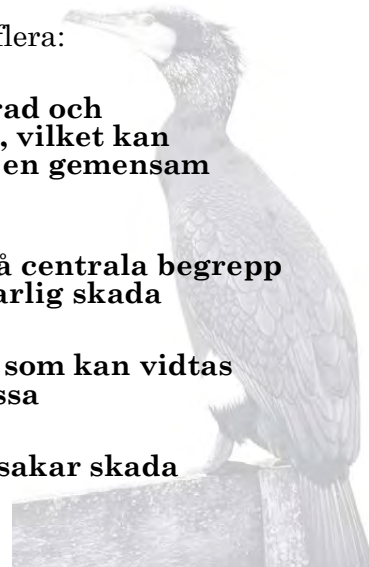 flera:
rad och
, vilket kan
en gemensam
å centrala begrepp
arlig skada
som kan vidtas
ssa
sakar skada